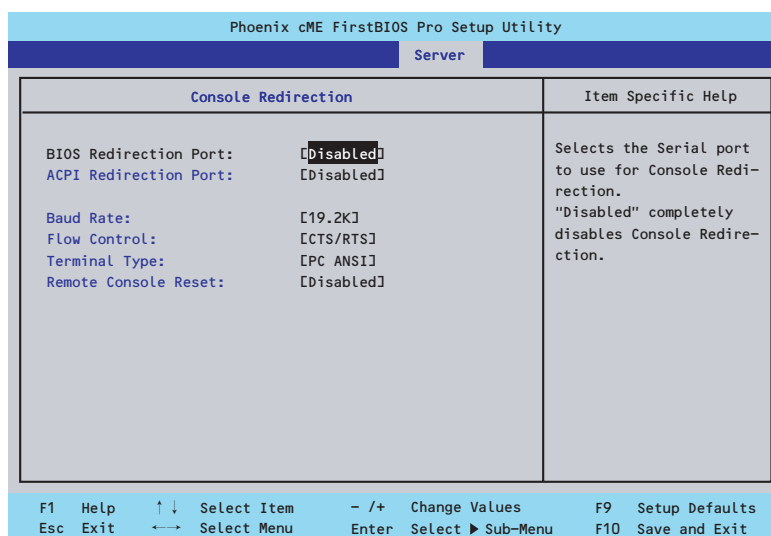 Phoenix cME FirstBIOS Pro Setup Utility
Server
Console Redirection
Item Specific Help
BIOS Redirection Port: [Disabled]
ACPI Redirection Port: [Disabled]
Baud Rate: [19.2K]
Flow Control: [CTS/RTS]
Terminal Type: [PC ANSI]
Remote Console Reset: [Disabled]
Selects the Serial port
to use for Console Redi-
rection.
"Disabled" completely
disables Console Redire-
ction.
F1 Help ↑↓ Select Item - /+ Change Values F9 Setup Defaults
Esc Exit ←→ Select Menu Enter Select ▶ Sub-Menu F10 Save and Exit